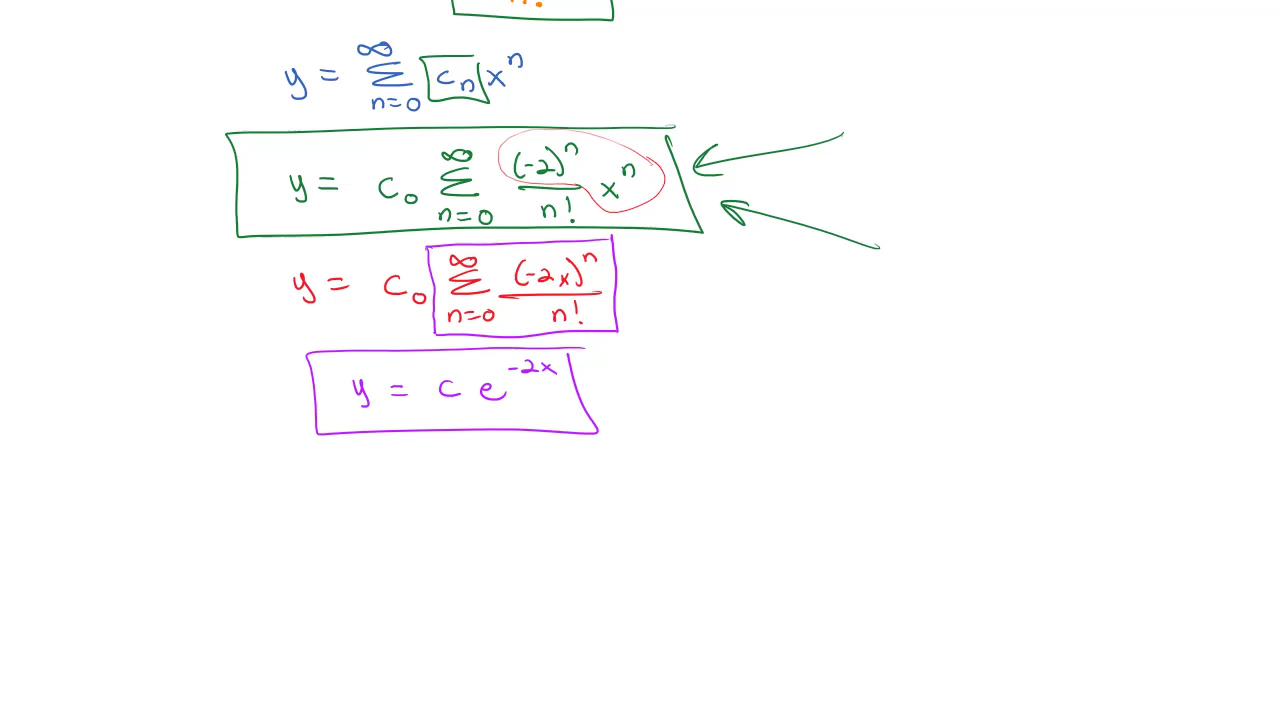 n!
y = ∑_{n=0}^{∞} c_n x^n
y = c_0 ∑_{n=0}^{∞} (-2)^n / n! x^n
y = c_0 ∑_{n=0}^{∞} (-2x)^n / n!
y = c e^{-2x}